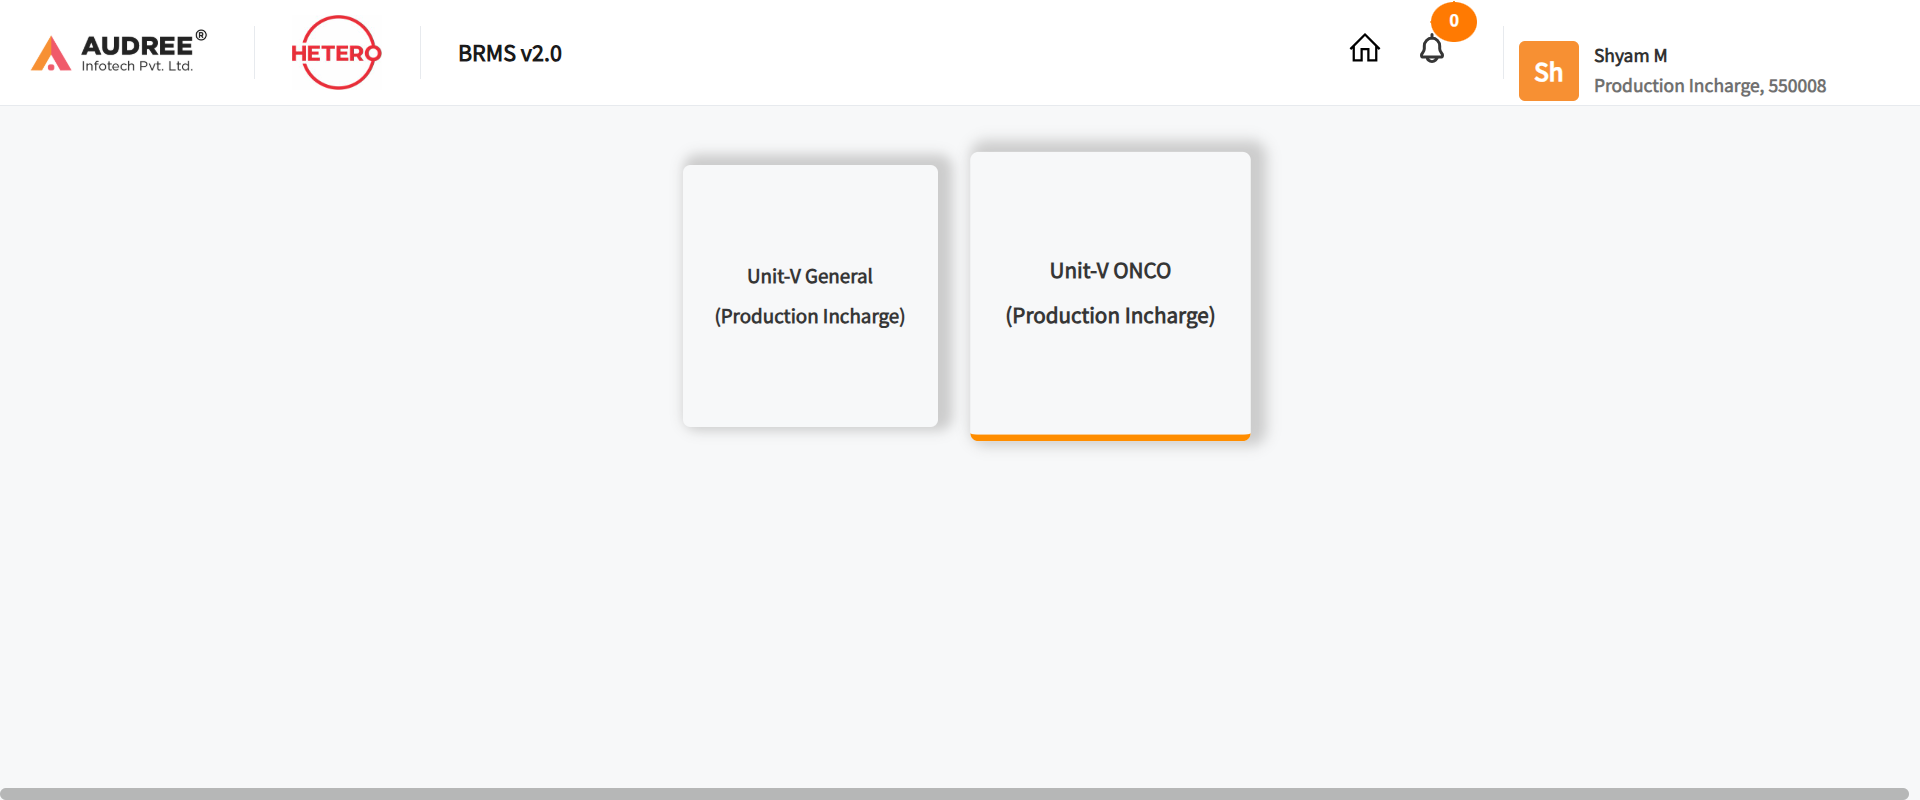 AUDREE®
Infotech Pvt. Ltd.
HETERO
BRMS v2.0
0
Sh
Shyam M
Production Incharge, 550008
Unit-V General
(Production Incharge)
Unit-V ONCO
(Production Incharge)